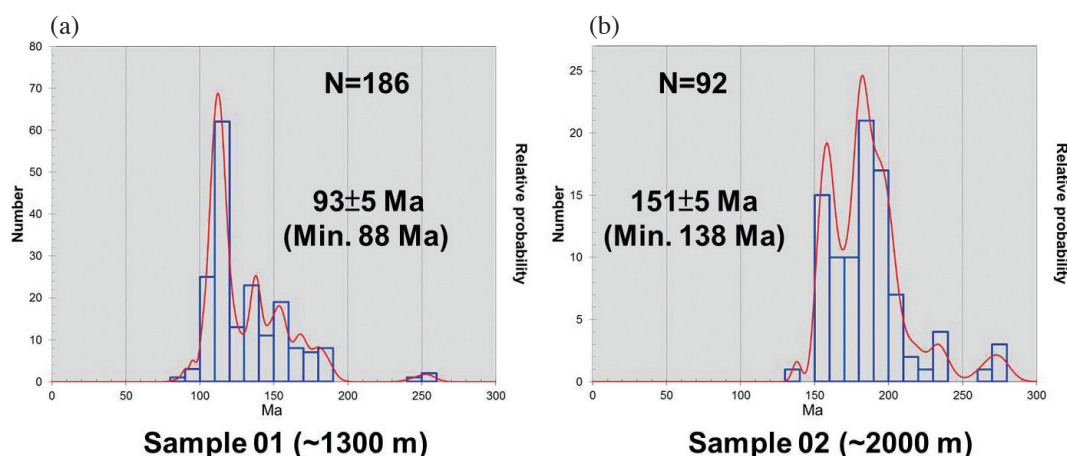 (a)
80
70
60
50
40
30
20
10
0
Number
N=186
93±5 Ma
(Min. 88 Ma)
Relative probability
0 50 100 150 200 250 300
Ma
Sample 01 (~1300 m)
(b)
25
20
15
10
5
0
Number
N=92
151±5 Ma
(Min. 138 Ma)
Relative probability
0 50 100 150 200 250 300
Ma
Sample 02 (~2000 m)